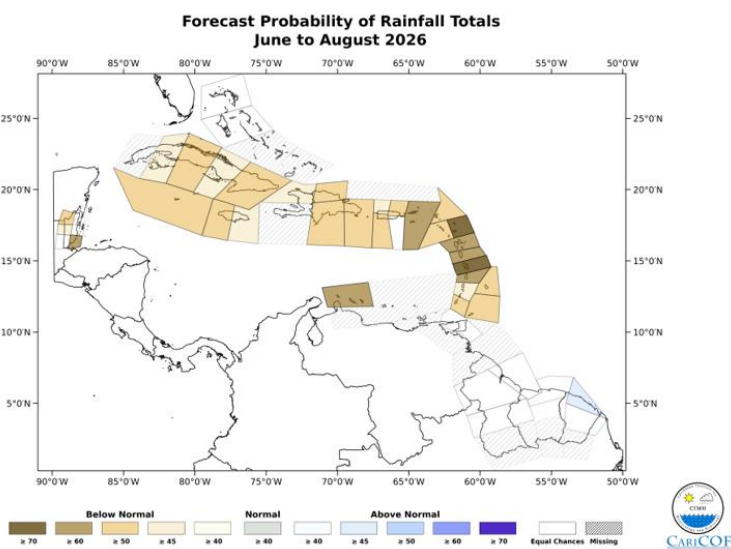 Forecast Probability of Rainfall Totals
June to August 2026
90°0'W 85°0'W 80°0'W 75°0'W 70°0'W 65°0'W 60°0'W 55°0'W 50°0'W
25°0'N 25°0'N
20°0'N 20°0'N
15°0'N 15°0'N
10°0'N 10°0'N
5°0'N 5°0'N
90°0'W 85°0'W 80°0'W 75°0'W 70°0'W 65°0'W 60°0'W 55°0'W 50°0'W
Below Normal Normal Above Normal
≥ 70 ≥ 60 ≥ 50 ≥ 45 ≥ 40 ≥ 40 ≥ 40 ≥ 45 ≥ 50 ≥ 60 ≥ 70 Equal Chances Missing
CIMH
CARICOF